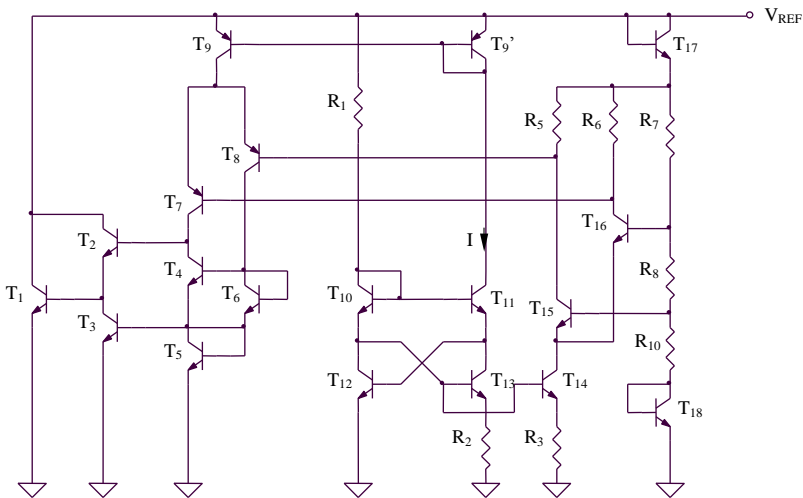 V_REF
T_9
T_9'
T_17
R_1
R_5
R_6
R_7
T_8
T_7
T_16
T_2
I
T_4
R_8
T_1
T_6
T_10
T_11
T_15
T_3
T_5
R_10
T_12
T_13
T_14
T_18
R_2
R_3